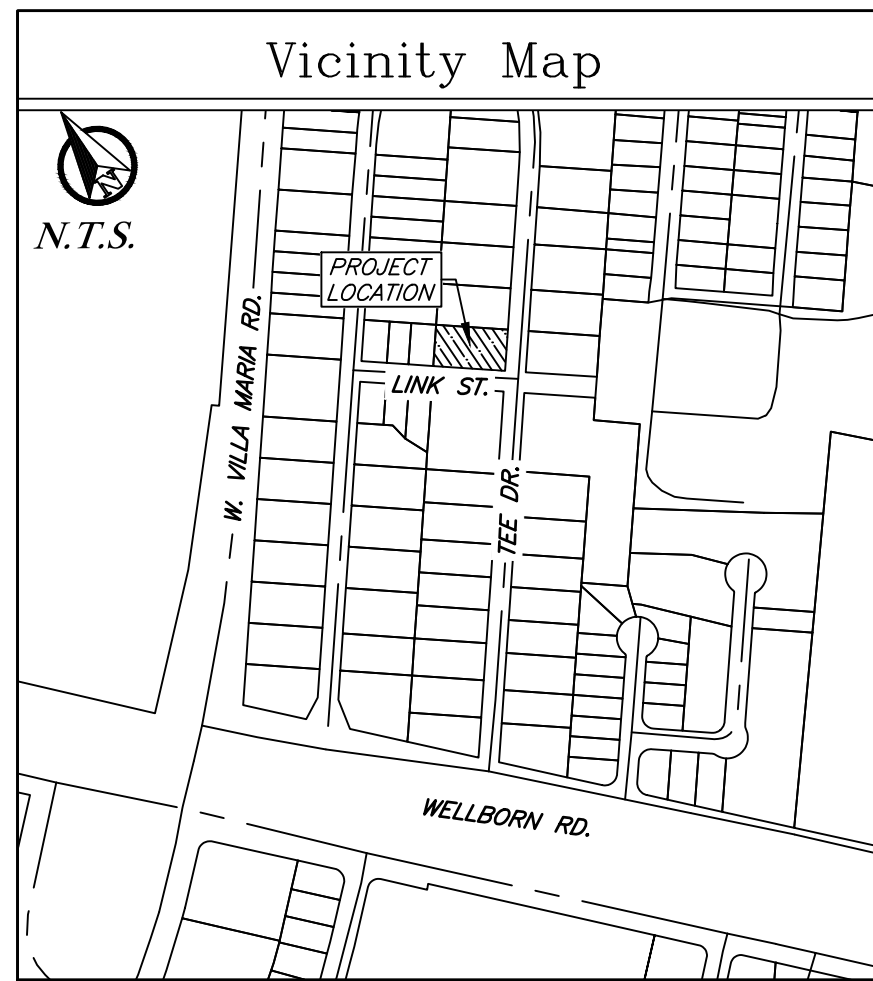 Vicinity Map
N
N.T.S.
PROJECT
LOCATION
W. VILLA MARIA RD.
LINK ST.
TEE DR.
WELLBORN RD.